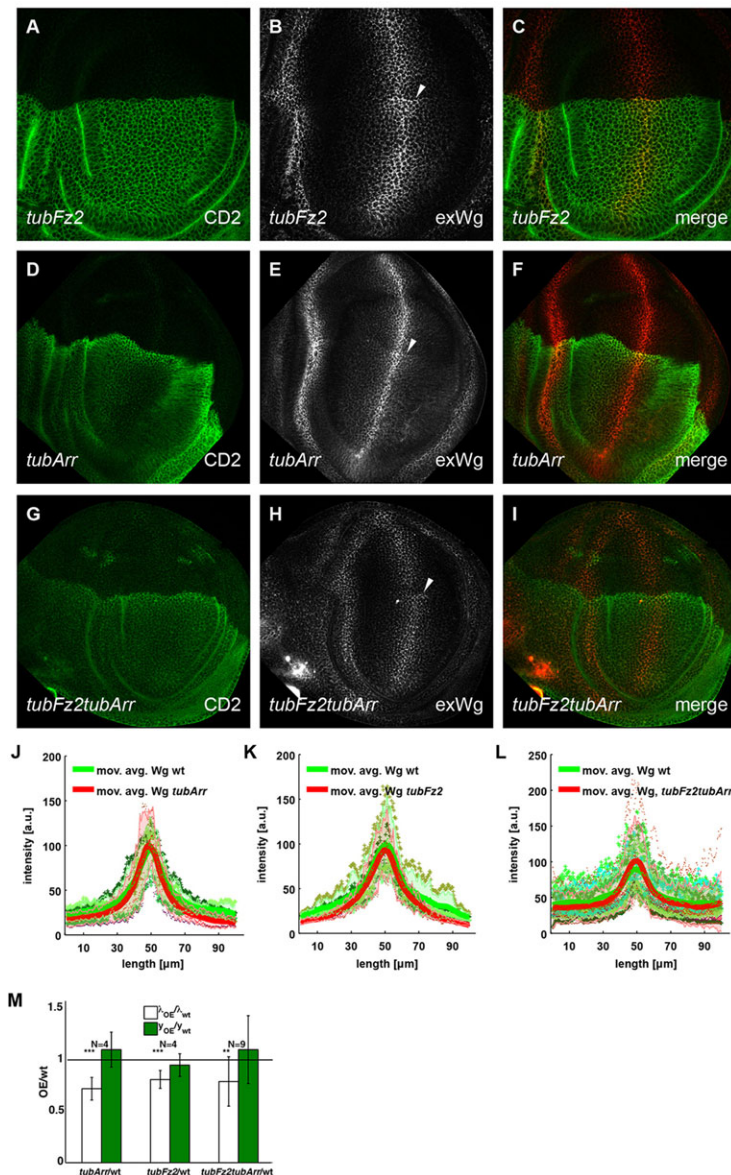 A
tubFz2
CD2
B
tubFz2
exWg
C
tubFz2
merge
D
tubArr
CD2
E
tubArr
exWg
F
tubArr
merge
G
tubFz2tubArr
CD2
H
tubFz2tubArr
exWg
I
tubFz2tubArr
merge
J
200
150
100
50
0
intensity [a.u.]
mov. avg. Wg wt
mov. avg. Wg tubArr
10 30 50 70 90
length [µm]
K
200
150
100
50
0
intensity [a.u.]
mov. avg. Wg wt
mov. avg. Wg tubFz2
10 30 50 70 90
length [µm]
L
250
200
150
100
50
0
intensity [a.u.]
mov. avg. Wg wt
mov. avg. Wg, tubFz2tubArr
10 30 50 70 90
length [µm]
M
1.5
1
0.5
OE/wt
λOE/λwt
yOE/ywt
N=4
***
N=4
***
N=9
**
tubArr/wt
tubFz2/wt
tubFz2tubArr/wt